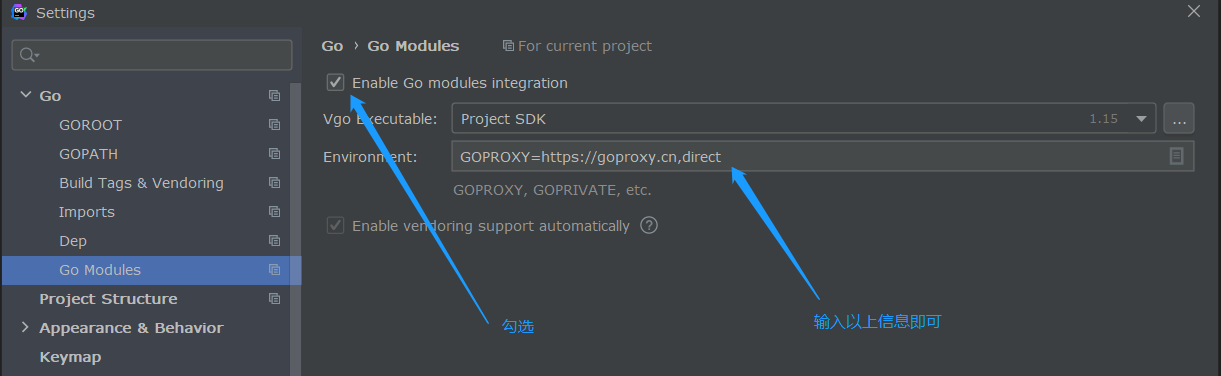 GO Settings
Go › Go Modules For current project
Enable Go modules integration
Go
GOROOT
Vgo Executable: Project SDK 1.15 ...
GOPATH
Environment: GOPROXY=https://goproxy.cn,direct
Build Tags & Vendoring
GOPROXY, GOPRIVATE, etc.
Imports
Enable vendoring support automatically ?
Dep
Go Modules
Project Structure
勾选
输入以上信息即可
Appearance & Behavior
Keymap